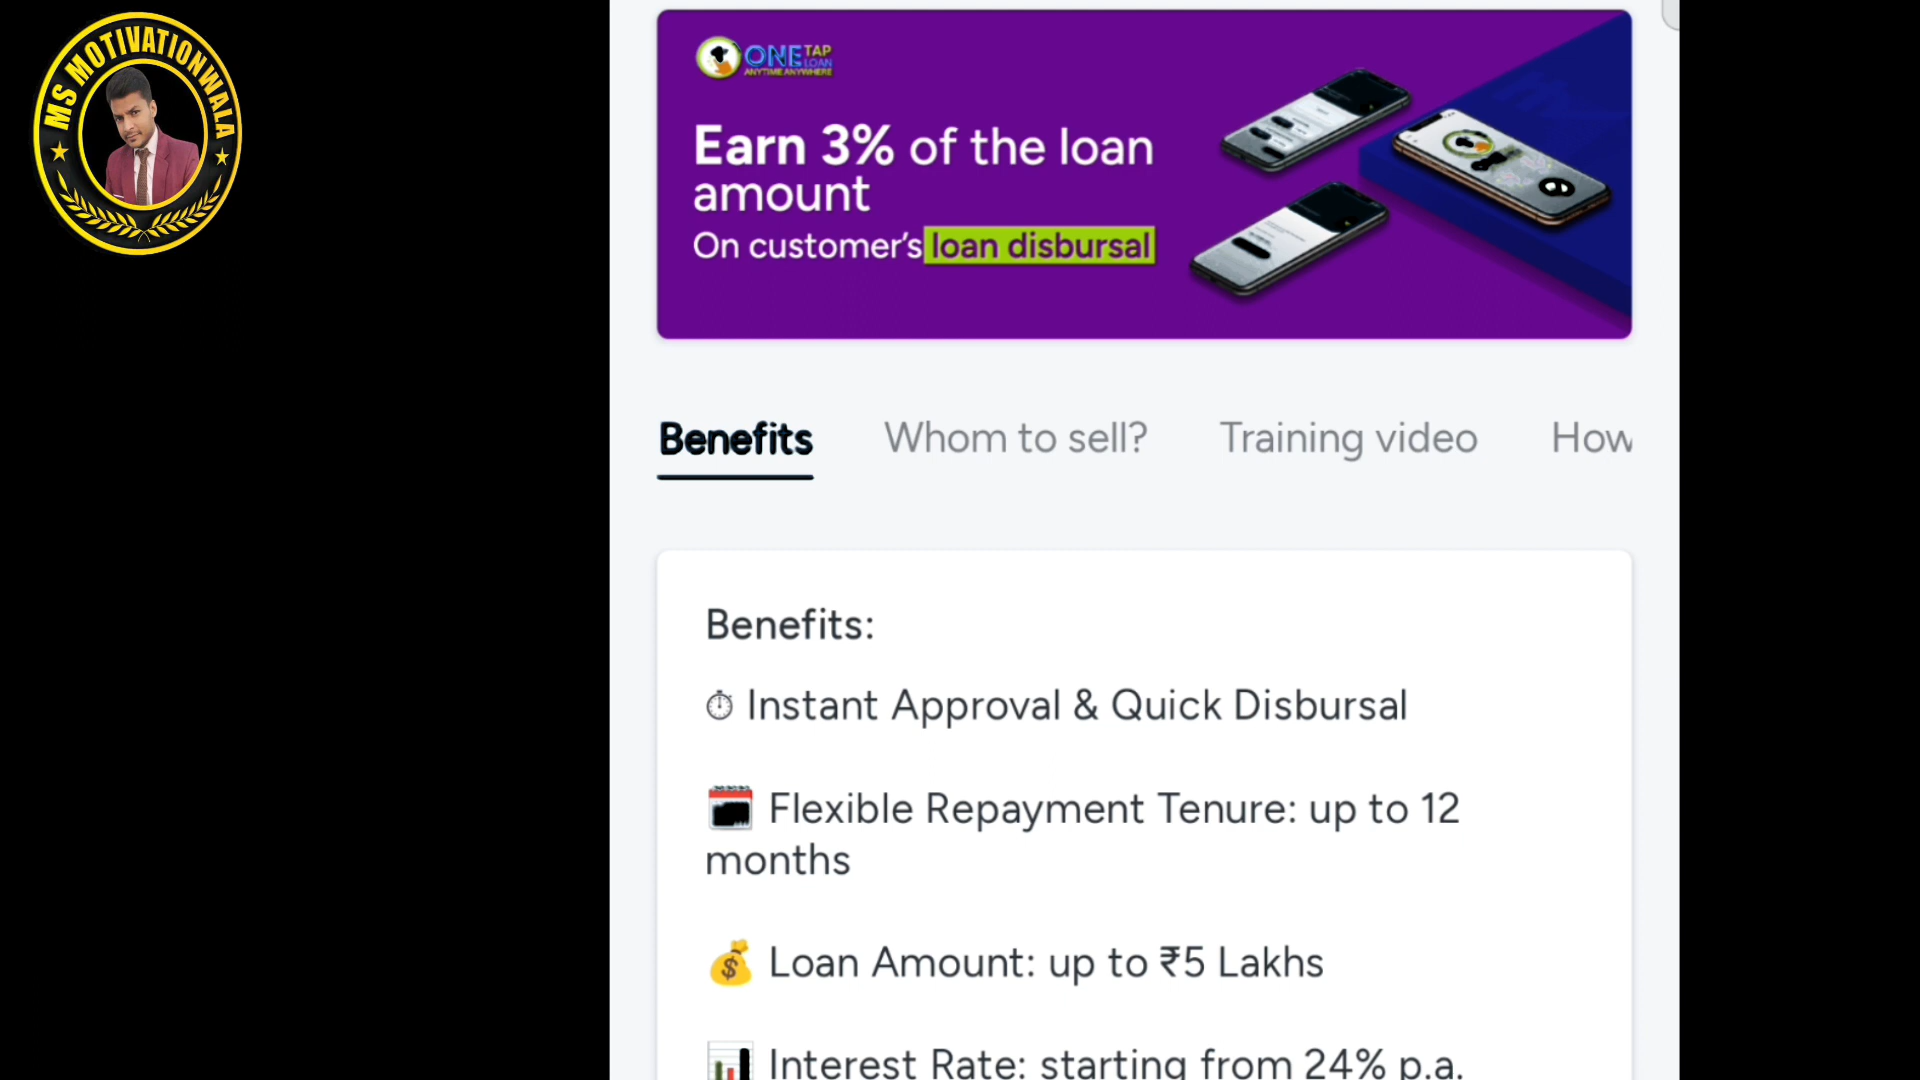 MS MOTIVATIONWALA
ONE TAP LOAN
ANYTIME ANYWHERE
Earn 3% of the loan
amount
On customer's loan disbursal
Benefits
Whom to sell?
Training video
How
Benefits:
⏱ Instant Approval & Quick Disbursal
Flexible Repayment Tenure: up to 12
months
💰 Loan Amount: up to ₹5 Lakhs
📊 Interest Rate: starting from 24% p.a.